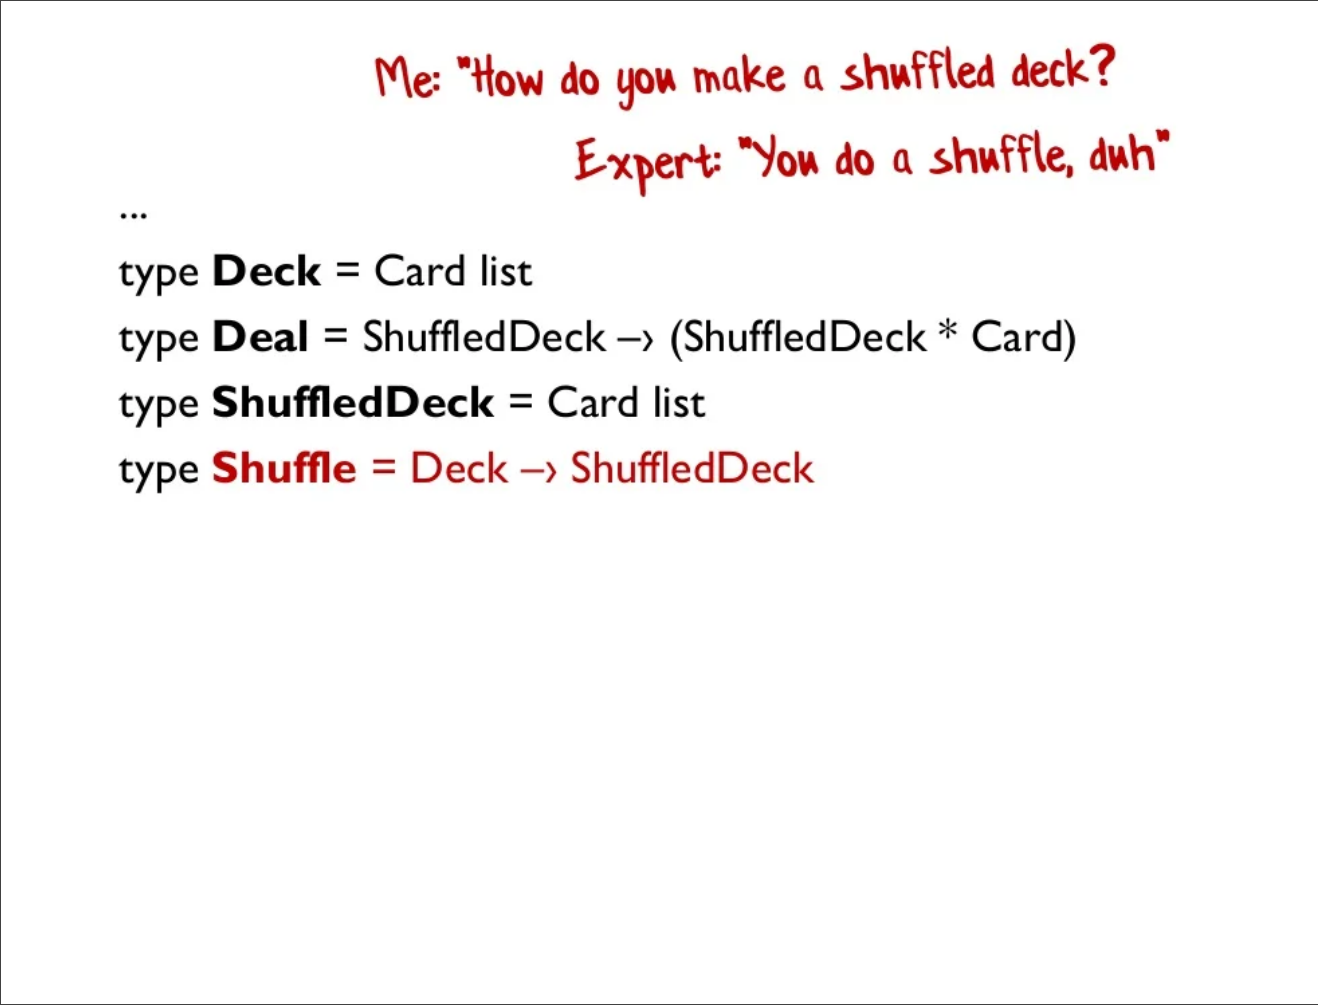 Me: "How do you make a shuffled deck?
Expert: "You do a shuffle, duh"
...
type Deck = Card list
type Deal = ShuffledDeck –› (ShuffledDeck * Card)
type ShuffledDeck = Card list
type Shuffle = Deck –› ShuffledDeck